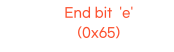 End bit 'e'
(0x65)